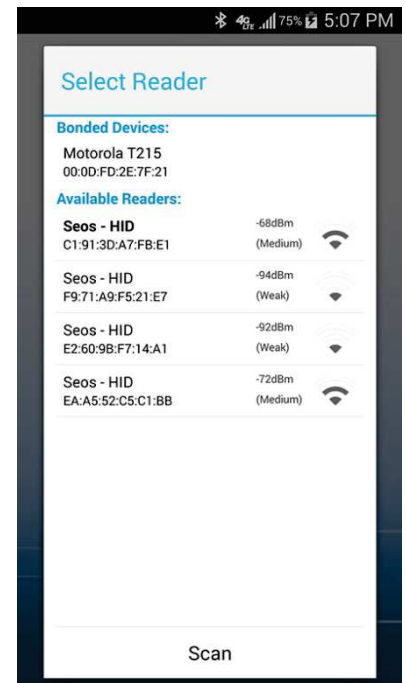 4G LTE 75% 5:07 PM
Select Reader
Bonded Devices:
Motorola T215
00:0D:FD:2E:7F:21
Available Readers:
Seos - HID -68dBm
C1:91:3D:A7:FB:E1 (Medium)
Seos - HID -94dBm
F9:71:A9:F5:21:E7 (Weak)
Seos - HID -92dBm
E2:60:9B:F7:14:A1 (Weak)
Seos - HID -72dBm
EA:A5:52:C5:C1:BB (Medium)
Scan